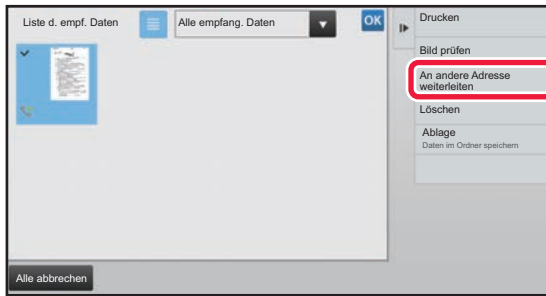 Liste d. empf. Daten
Alle empfang. Daten
OK
Drucken
Bild prüfen
An andere Adresse
weiterleiten
Löschen
Ablage
Daten im Ordner speichern
Alle abbrechen